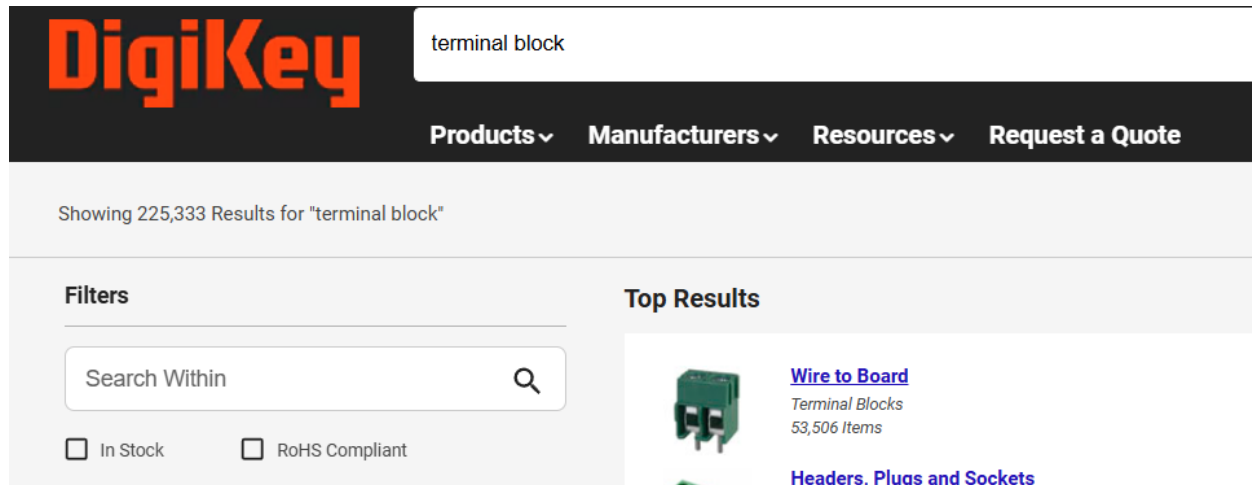 DigiKey
terminal block
Products Manufacturers Resources Request a Quote
Showing 225,333 Results for "terminal block"
Filters
Search Within
In Stock RoHS Compliant
Top Results
Wire to Board
Terminal Blocks
53,506 Items
Headers, Plugs and Sockets